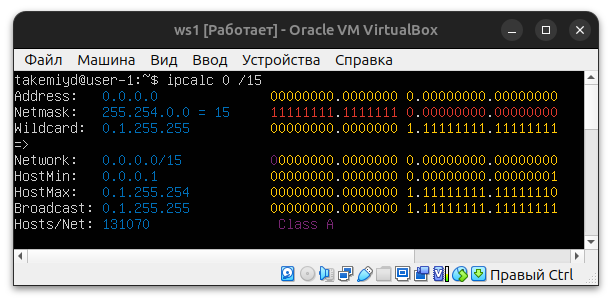 ws1 [Работает] - Oracle VM VirtualBox
Файл Машина Вид Ввод Устройства Справка
takemiyd@user-1:~$ ipcalc 0 /15
Address: 0.0.0.0 00000000.0000000 0.00000000.00000000
Netmask: 255.254.0.0 = 15 11111111.1111111 0.00000000.00000000
Wildcard: 0.1.255.255 00000000.0000000 1.11111111.11111111
=>
Network: 0.0.0.0/15 00000000.0000000 0.00000000.00000000
HostMin: 0.0.0.1 00000000.0000000 0.00000000.00000001
HostMax: 0.1.255.254 00000000.0000000 1.11111111.11111110
Broadcast: 0.1.255.255 00000000.0000000 1.11111111.11111111
Hosts/Net: 131070 Class A
Правый Ctrl